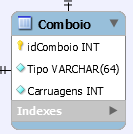 Comboio
idComboio INT
Tipo VARCHAR(64)
Carruagens INT
Indexes